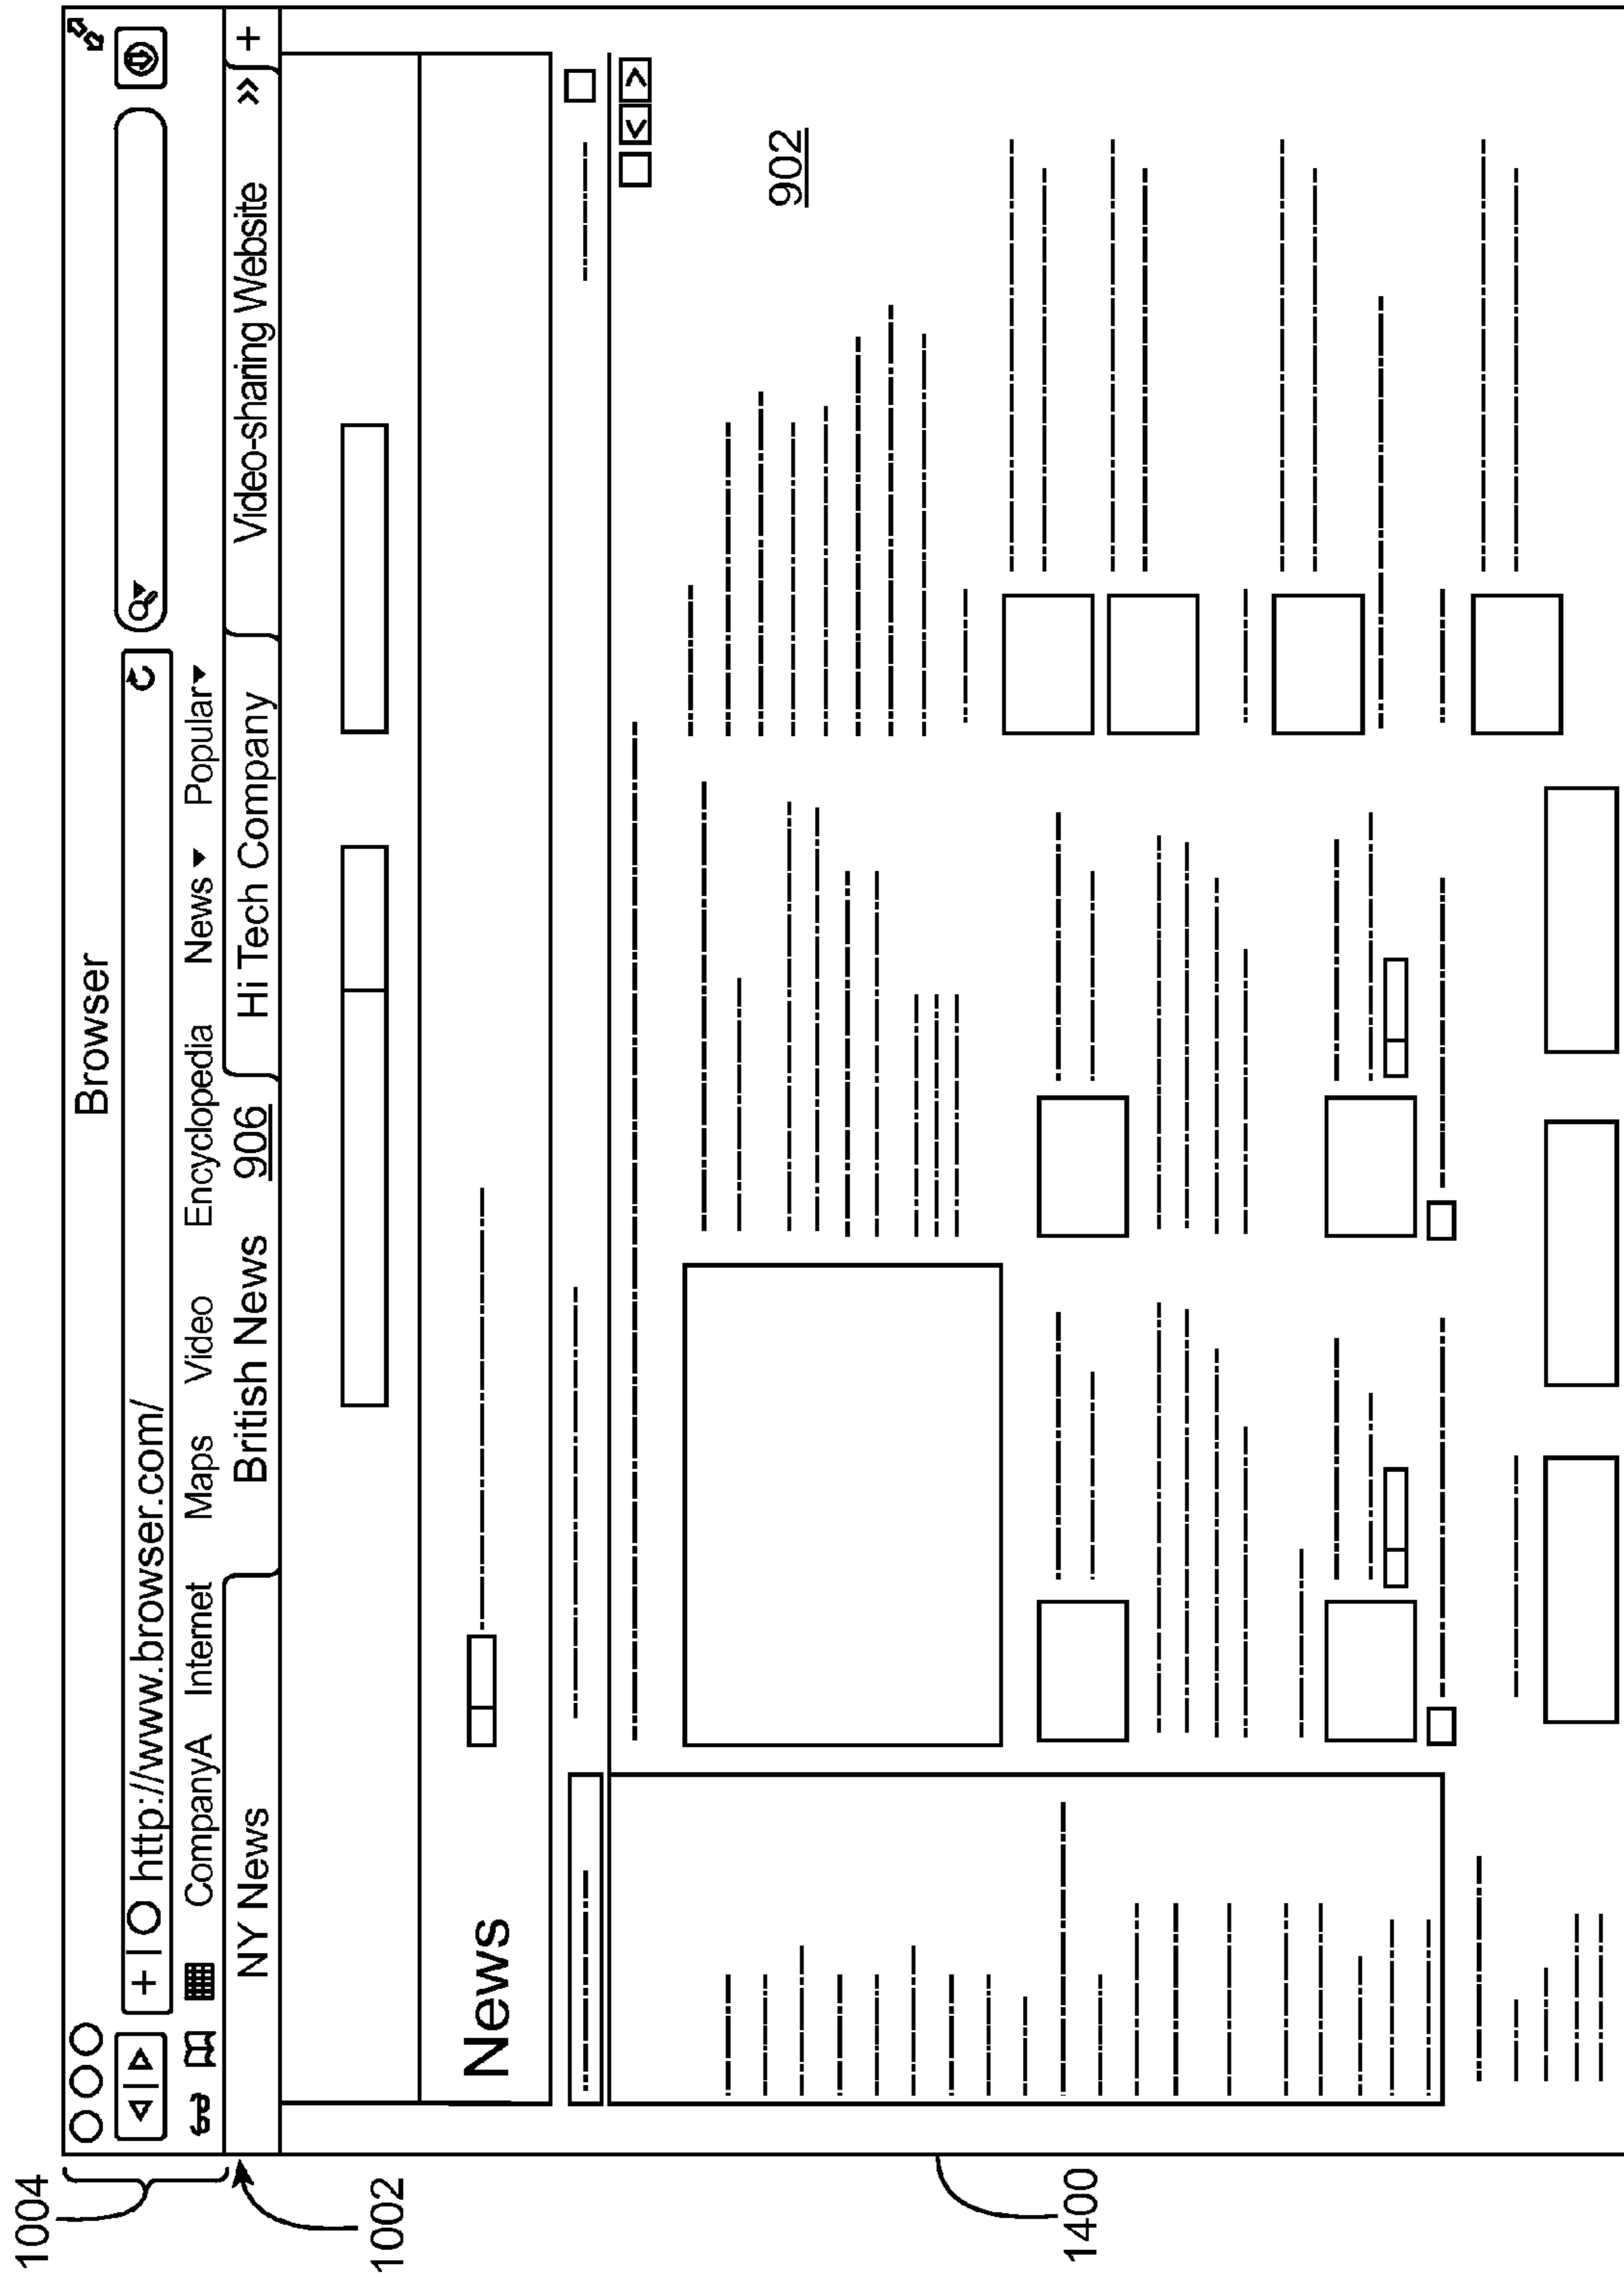 Browser
1004
+ | http://www.browser.com/
CompanyA Internet Maps Video Encyclopedia News Popular
1002
NY News British News 906 Hi Tech Company Video-sharing Website » +
News
902
1400